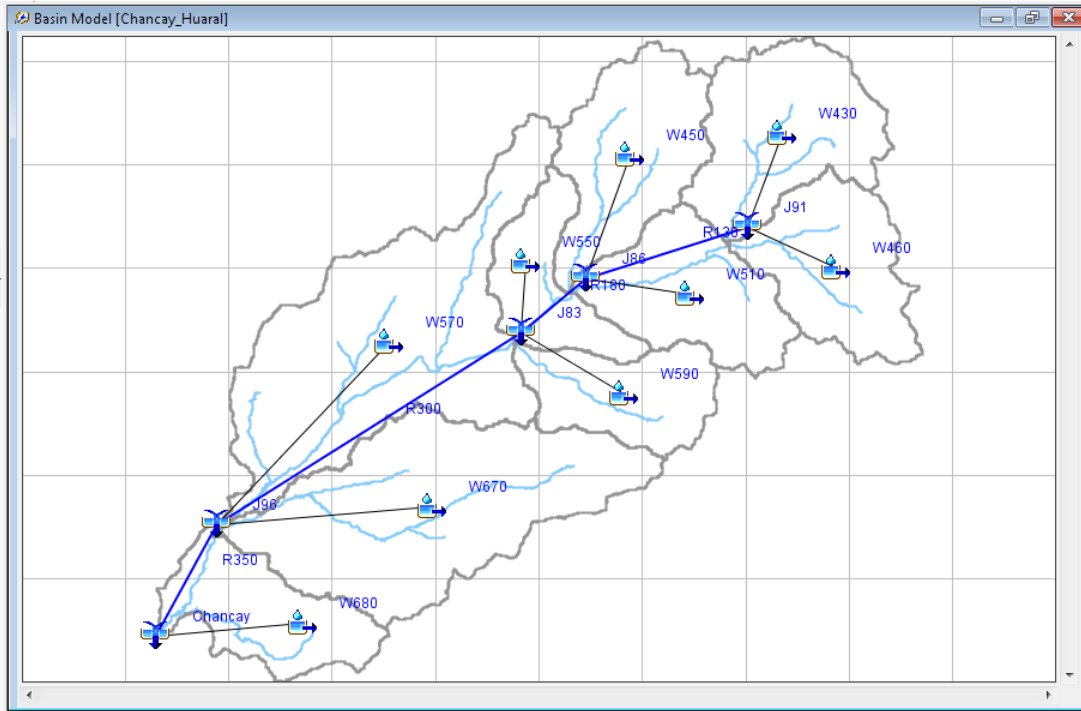 Basin Model [Chancay_Huaral]
W430
W450
J91
R130
W550
W460
J86
W510
R180
J83
W570
W590
R300
W670
J96
R350
W680
Chancay